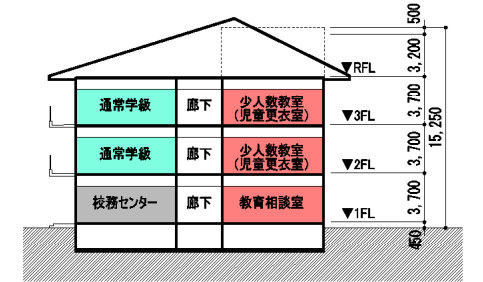 500
▼RFL
3,200
通常学級
廊下
少人数教室
(児童更衣室)
▼3FL
3,700
15,250
通常学級
廊下
少人数教室
(児童更衣室)
▼2FL
3,700
校務センター
廊下
教育相談室
▼1FL
3,700
450